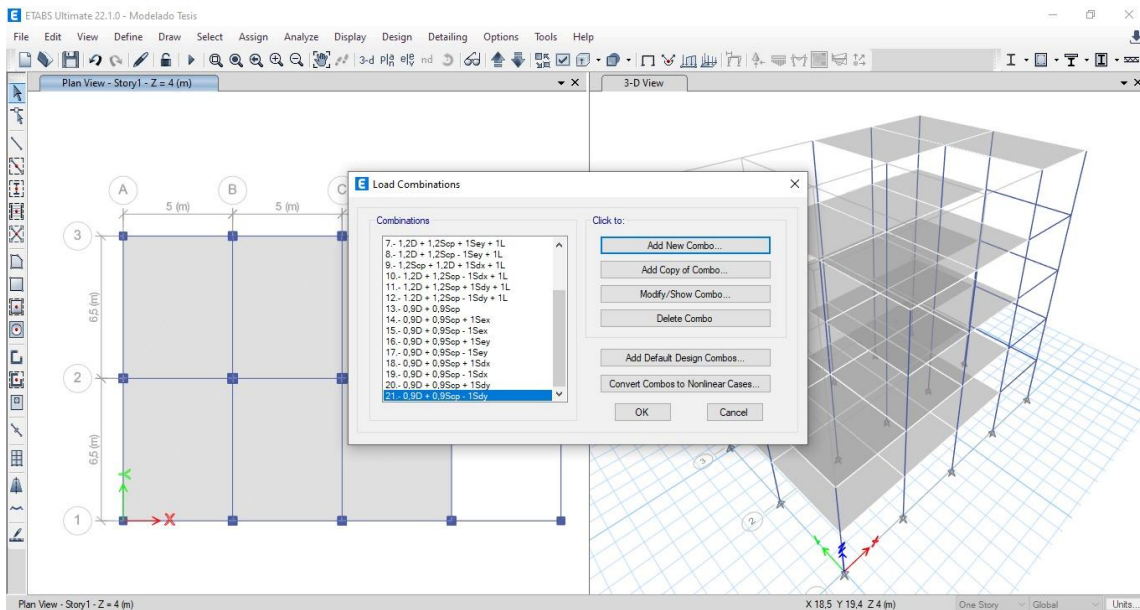 ETABS Ultimate 22.1.0 - Modelado Tesis
File Edit View Define Draw Select Assign Analyze Display Design Detailing Options Tools Help
3-d nd
Plan View - Story1 - Z = 4 (m)
3-D View
A
B
C
5 (m)
5 (m)
3
6,5 (m)
2
6,5 (m)
1
Y
X
Load Combinations
Combinations
7.- 1,2D + 1,2Scp + 1Sey + 1L
8.- 1,2D + 1,2Scp - 1Sey + 1L
9.- 1,2Scp + 1,2D + 1Sdx + 1L
10.- 1,2D + 1,2Scp - 1Sdx + 1L
11.- 1,2D + 1,2Scp + 1Sdy + 1L
12.- 1,2D + 1,2Scp - 1Sdy + 1L
13.- 0,9D + 0,9Scp
14.- 0,9D + 0,9Scp + 1Sex
15.- 0,9D + 0,9Scp - 1Sex
16.- 0,9D + 0,9Scp + 1Sey
17.- 0,9D + 0,9Scp - 1Sey
18.- 0,9D + 0,9Scp + 1Sdx
19.- 0,9D + 0,9Scp - 1Sdx
20.- 0,9D + 0,9Scp + 1Sdy
21.- 0,9D + 0,9Scp - 1Sdy
Click to:
Add New Combo...
Add Copy of Combo...
Modify/Show Combo...
Delete Combo
Add Default Design Combos...
Convert Combos to Nonlinear Cases...
OK
Cancel
3
2
Plan View - Story1 - Z = 4 (m)
X 18,5 Y 19,4 Z 4 (m)
One Story
Global
Units...